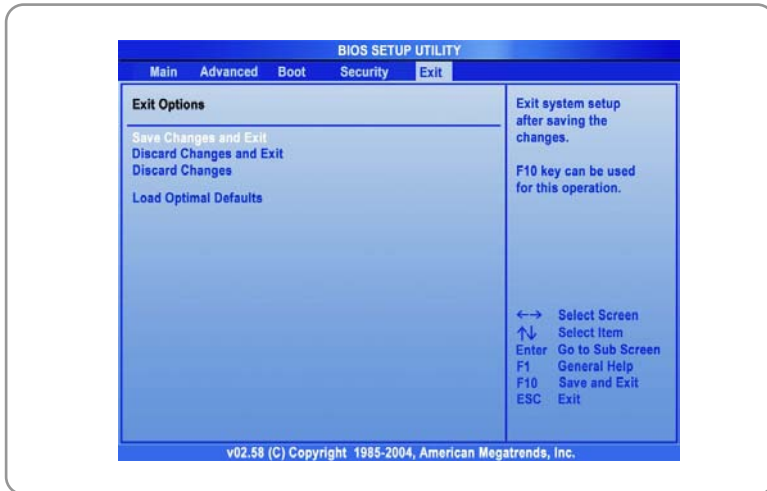 BIOS SETUP UTILITY
Main Advanced Boot Security Exit
Exit Options
Save Changes and Exit
Discard Changes and Exit
Discard Changes
Load Optimal Defaults
Exit system setup
after saving the
changes.
F10 key can be used
for this operation.
←→ Select Screen
↑↓ Select Item
Enter Go to Sub Screen
F1 General Help
F10 Save and Exit
ESC Exit
v02.58 (C) Copyright 1985-2004, American Megatrends, Inc.